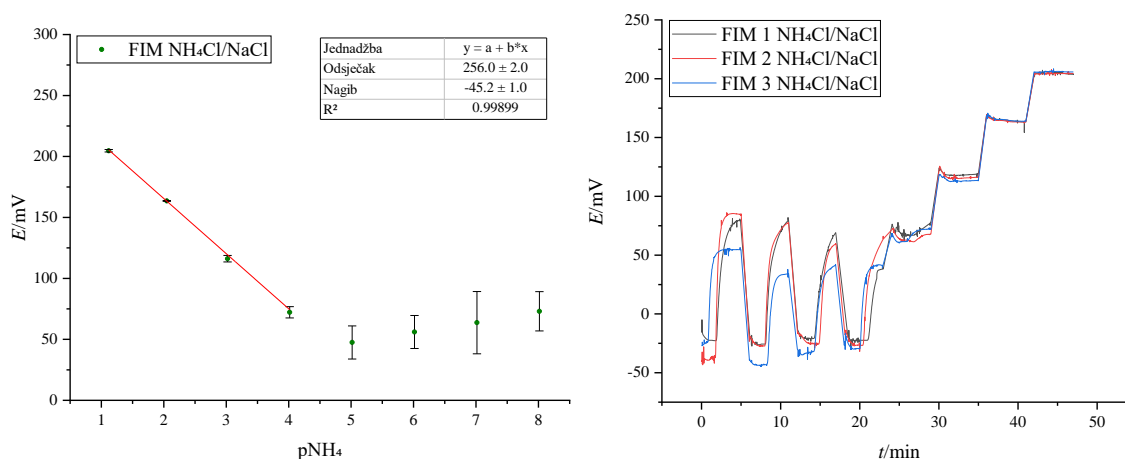 FIM NH₄Cl/NaCl
Jednadžba y = a + b*x
Odsječak 256.0 ± 2.0
Nagib -45.2 ± 1.0
R² 0.99899
300
250
200
150
100
50
0
E/mV
1 2 3 4 5 6 7 8
pNH₄
FIM 1 NH₄Cl/NaCl
FIM 2 NH₄Cl/NaCl
FIM 3 NH₄Cl/NaCl
250
200
150
100
50
0
-50
E/mV
0 10 20 30 40 50
t/min